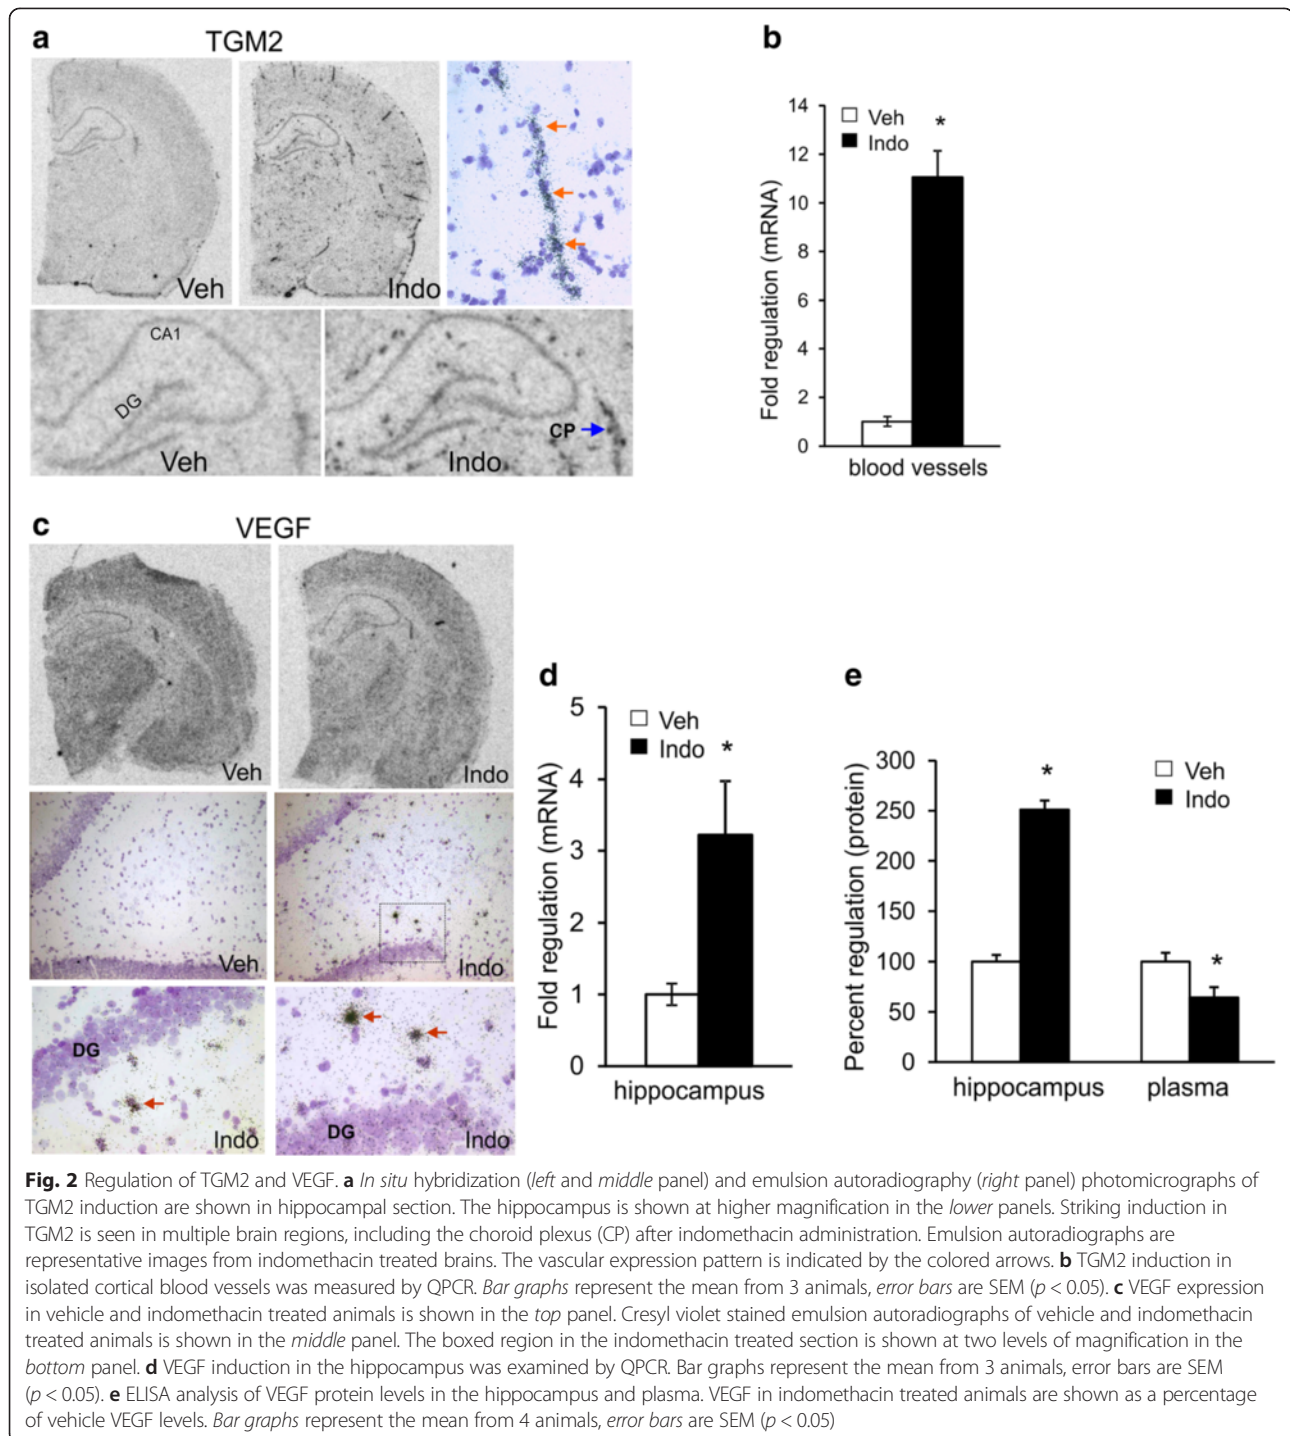 a
TGM2
Veh
Indo
CA1
DG
Veh
CP
Indo
b
Veh
Indo
*
Fold regulation (mRNA)
14
12
10
8
6
4
2
0
blood vessels
c
VEGF
Veh
Indo
Veh
Indo
DG
Indo
DG
Indo
d
Veh
Indo
*
Fold regulation (mRNA)
5
4
3
2
1
0
hippocampus
e
Veh
Indo
*
*
Percent regulation (protein)
300
250
200
150
100
50
0
hippocampus
plasma
Fig. 2 Regulation of TGM2 and VEGF. a In situ hybridization (left and middle panel) and emulsion autoradiography (right panel) photomicrographs of
TGM2 induction are shown in hippocampal section. The hippocampus is shown at higher magnification in the lower panels. Striking induction in
TGM2 is seen in multiple brain regions, including the choroid plexus (CP) after indomethacin administration. Emulsion autoradiographs are
representative images from indomethacin treated brains. The vascular expression pattern is indicated by the colored arrows. b TGM2 induction in
isolated cortical blood vessels was measured by QPCR. Bar graphs represent the mean from 3 animals, error bars are SEM (p < 0.05). c VEGF expression
in vehicle and indomethacin treated animals is shown in the top panel. Cresyl violet stained emulsion autoradiographs of vehicle and indomethacin
treated animals is shown in the middle panel. The boxed region in the indomethacin treated section is shown at two levels of magnification in the
bottom panel. d VEGF induction in the hippocampus was examined by QPCR. Bar graphs represent the mean from 3 animals, error bars are SEM
(p < 0.05). e ELISA analysis of VEGF protein levels in the hippocampus and plasma. VEGF in indomethacin treated animals are shown as a percentage
of vehicle VEGF levels. Bar graphs represent the mean from 4 animals, error bars are SEM (p < 0.05)